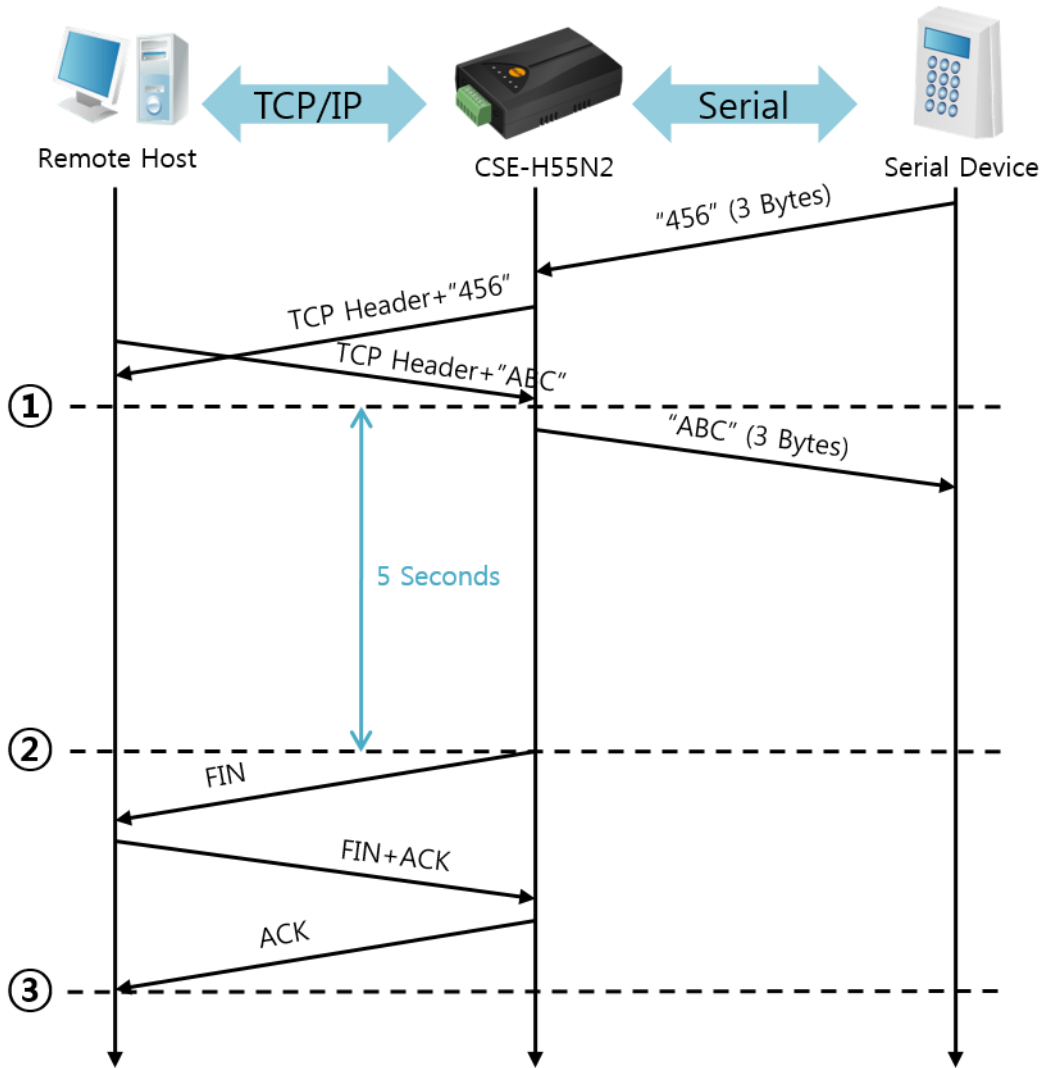 TCP/IP
Serial
Remote Host
CSE-H55N2
Serial Device
"456" (3 Bytes)
TCP Header+"456"
TCP Header+"ABC"
①
"ABC" (3 Bytes)
5 Seconds
②
FIN
FIN+ACK
ACK
③